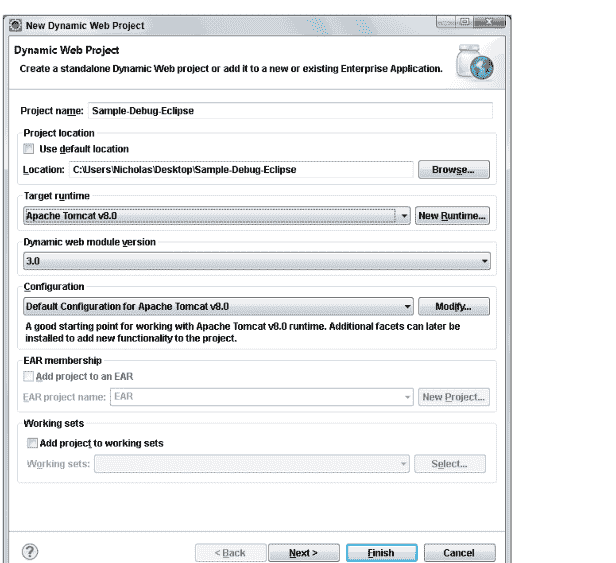 New Dynamic Web Project
Dynamic Web Project
Create a standalone Dynamic Web project or add it to a new or existing Enterprise Application.
Project name: Sample-Debug-Eclipse
Project location
Use default location
Location: C:\Users\Nicholas\Desktop\Sample-Debug-Eclipse Browse...
Target runtime
Apache Tomcat v8.0 New Runtime...
Dynamic web module version
3.0
Configuration
Default Configuration for Apache Tomcat v8.0 Modify...
A good starting point for working with Apache Tomcat v8.0 runtime. Additional facets can later be
installed to add new functionality to the project.
EAR membership
Add project to an EAR
EAR project name: EAR New Project...
Working sets
Add project to working sets
Working sets: Select...
? < Back Next > Finish Cancel